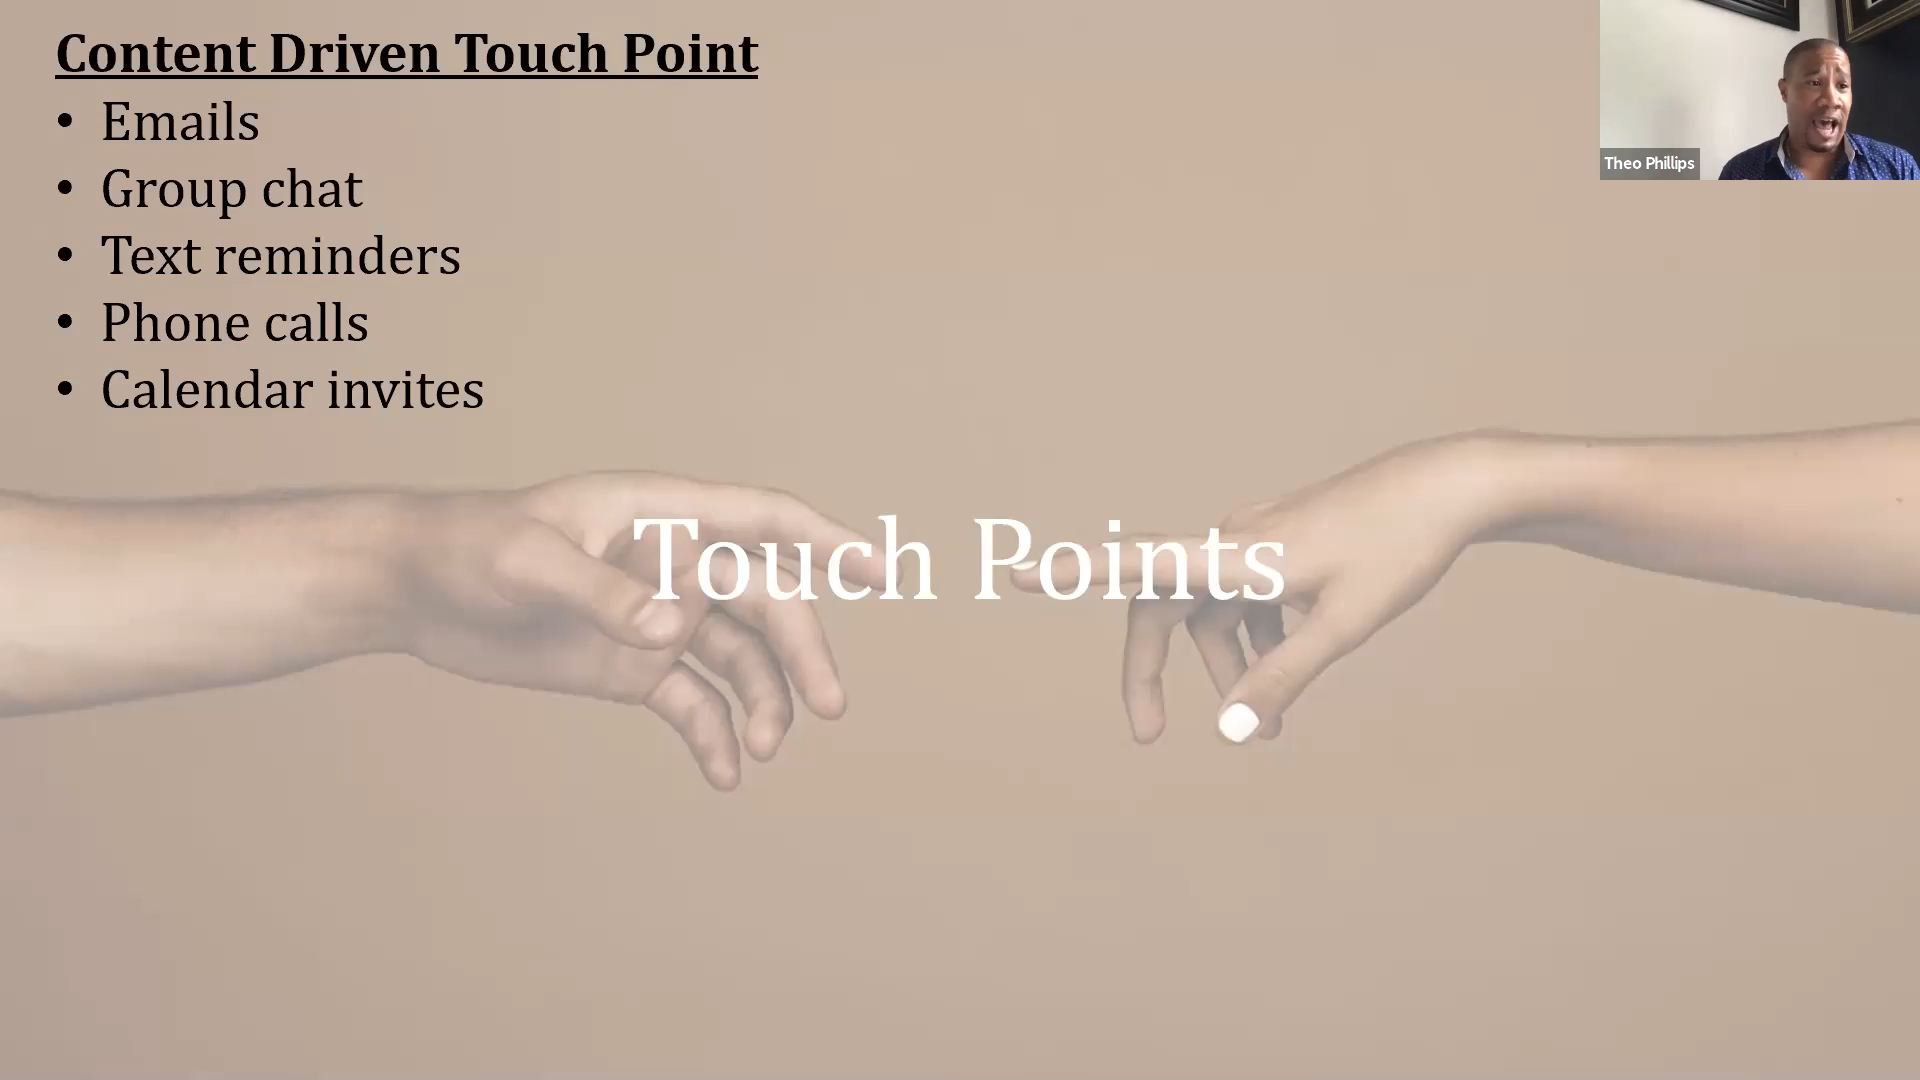 Content Driven Touch Point
• Emails
• Group chat
• Text reminders
• Phone calls
• Calendar invites
Touch Points
Theo Phillips